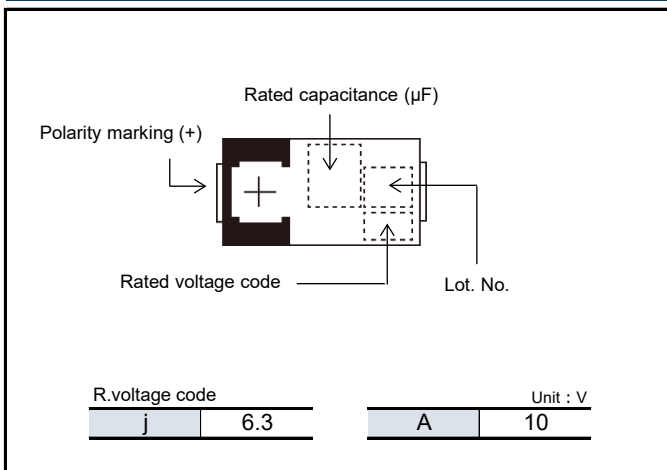 Rated capacitance (µF)
Polarity marking (+)
Rated voltage code
Lot. No.
R.voltage code
Unit : V
j 6.3 A 10